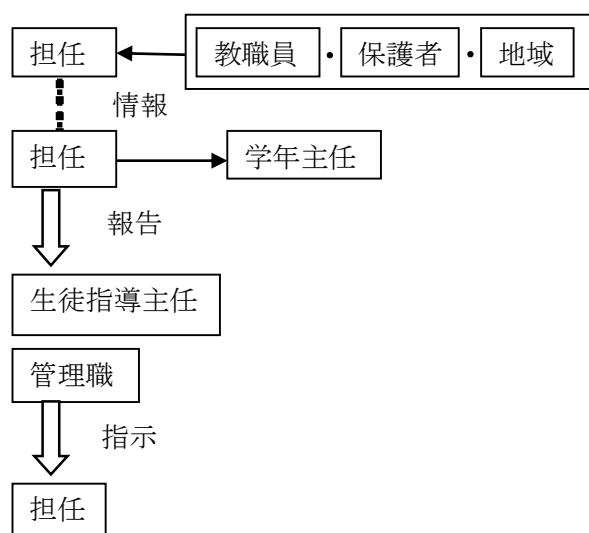 担任 教職員・保護者・地域
情報
担任 学年主任
報告
生徒指導主任
管理職
指示
担任